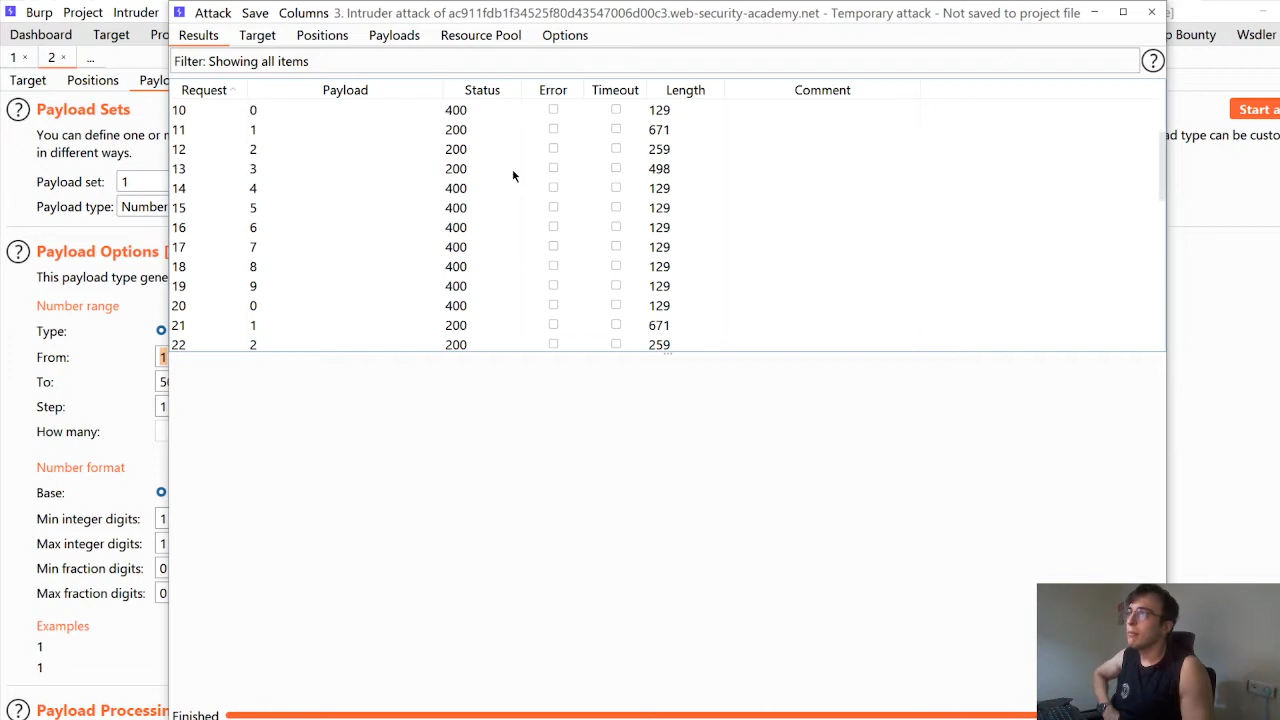 Burp Project Intruder
Attack Save Columns 3. Intruder attack of ac911fdb1f34525f80d43547006d00c3.web-security-academy.net - Temporary attack - Not saved to project file
Dashboard Target Pro
Results Target Positions Payloads Resource Pool Options
o Bounty Wsdler
1 × 2 × ...
Filter: Showing all items
?
Target Positions Paylo
Request Payload Status Error Timeout Length Comment
? Payload Sets
Start a
10 0 400 129
11 1 200 671
12 2 200 259
13 3 200 498
14 4 400 129
15 5 400 129
16 6 400 129
17 7 400 129
18 8 400 129
19 9 400 129
20 0 400 129
21 1 200 671
22 2 200 259
You can define one or m
ad type can be custo
in different ways.
Payload set: 1
Payload type: Number
? Payload Options [
This payload type gene
Number range
Type:
From: 1
To: 50
Step: 1
How many:
Number format
Base:
Min integer digits: 1
Max integer digits: 1
Min fraction digits: 0
Max fraction digits: 0
Examples
1
1
? Payload Processin
Finished